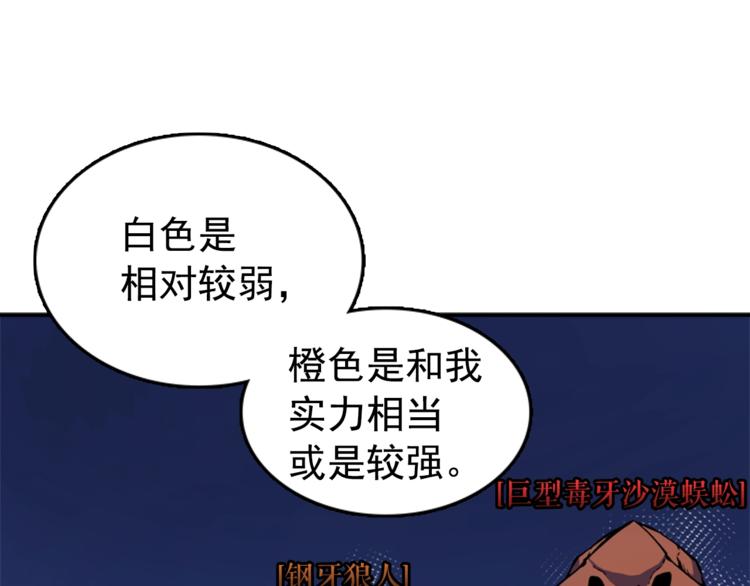 白色是
相对较弱，
橙色是和我
实力相当
或是较强。
[巨型毒牙沙漠蜈蚣]
[钢牙狼人]